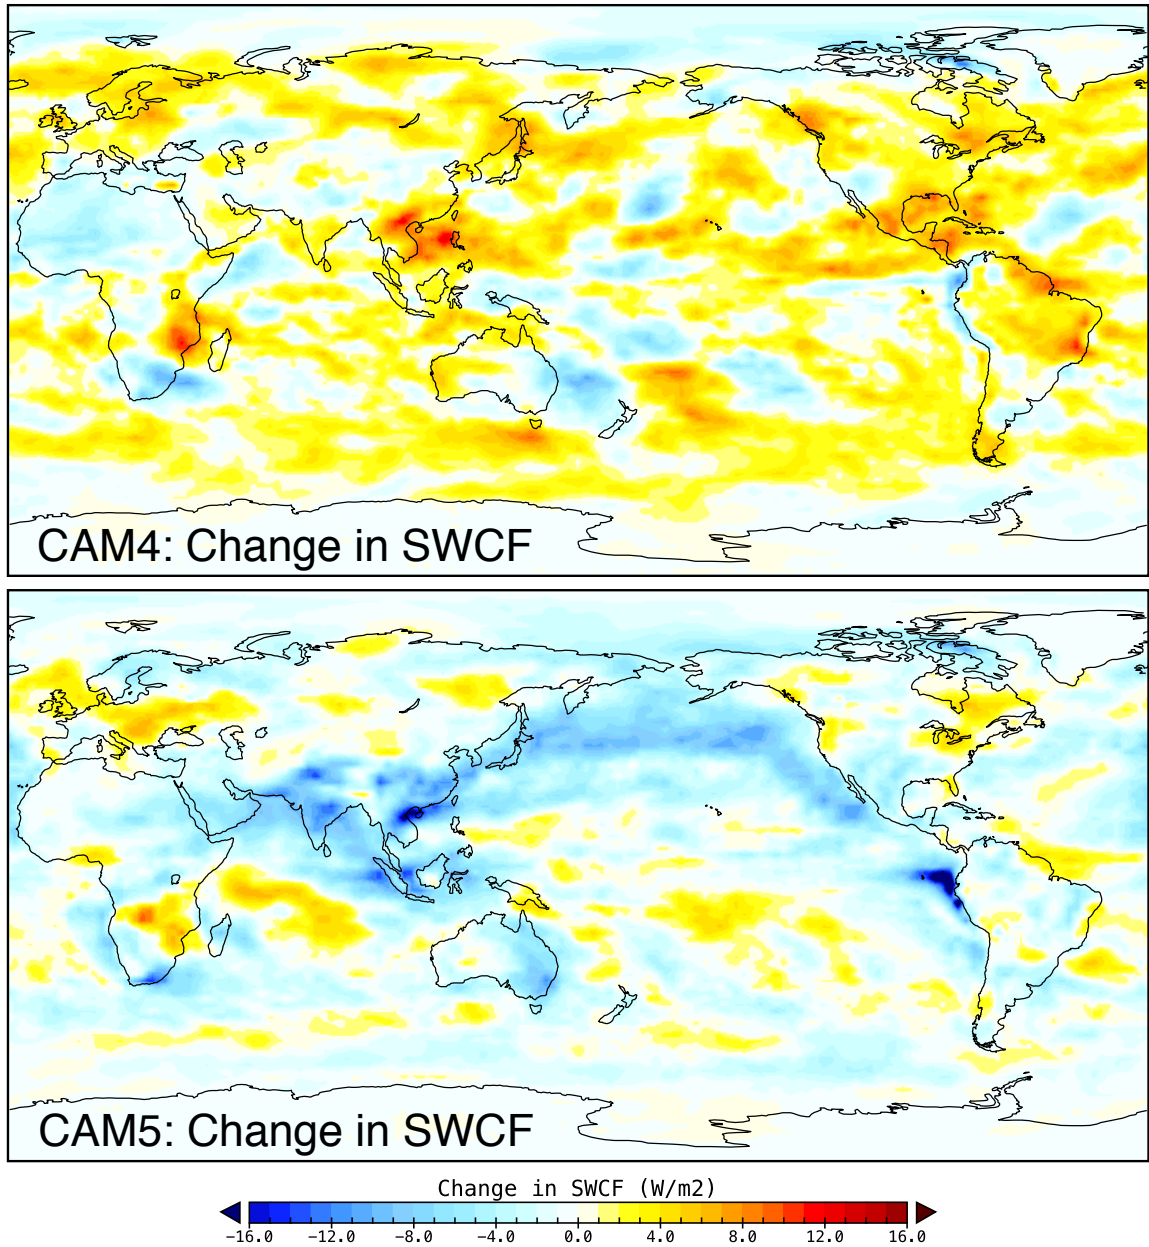 CAM4: Change in SWCF
CAM5: Change in SWCF
Change in SWCF (W/m2)
−16.0 −12.0 −8.0 −4.0 0.0 4.0 8.0 12.0 16.0